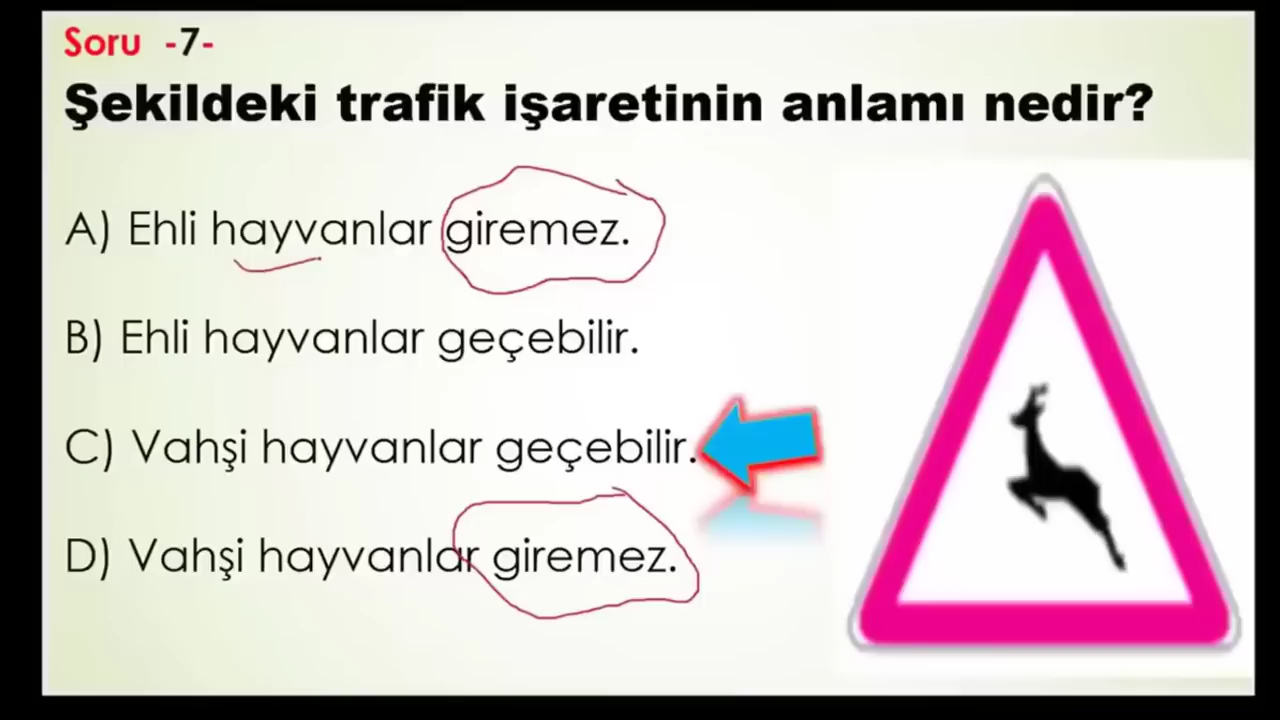 Soru -7-
Şekildeki trafik işaretinin anlamı nedir?
A) Ehli hayvanlar giremez.
B) Ehli hayvanlar geçebilir.
C) Vahşi hayvanlar geçebilir.
D) Vahşi hayvanlar giremez.